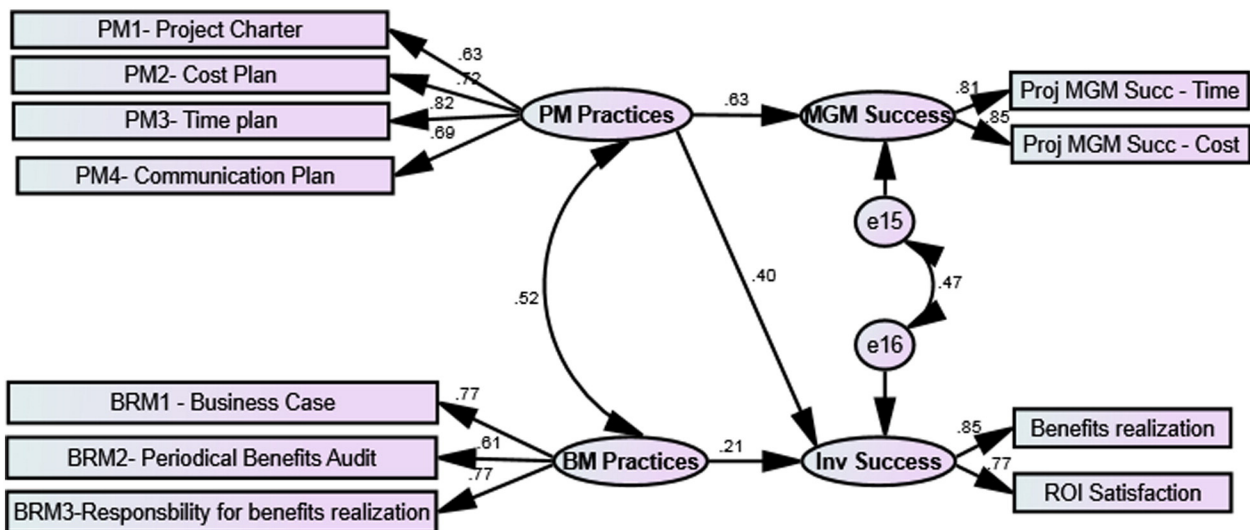 PM1- Project Charter
.63
PM2- Cost Plan
.72
PM3- Time plan
.82
PM4- Communication Plan
.69
PM Practices
.63
MGM Success
.81
Proj MGM Succ - Time
.85
Proj MGM Succ - Cost
e15
.52
.40
.47
e16
BRM1 - Business Case
.77
BRM2- Periodical Benefits Audit
.61
BRM3-Responsbility for benefits realization
.77
BM Practices
.21
Inv Success
.85
Benefits realization
.77
ROI Satisfaction